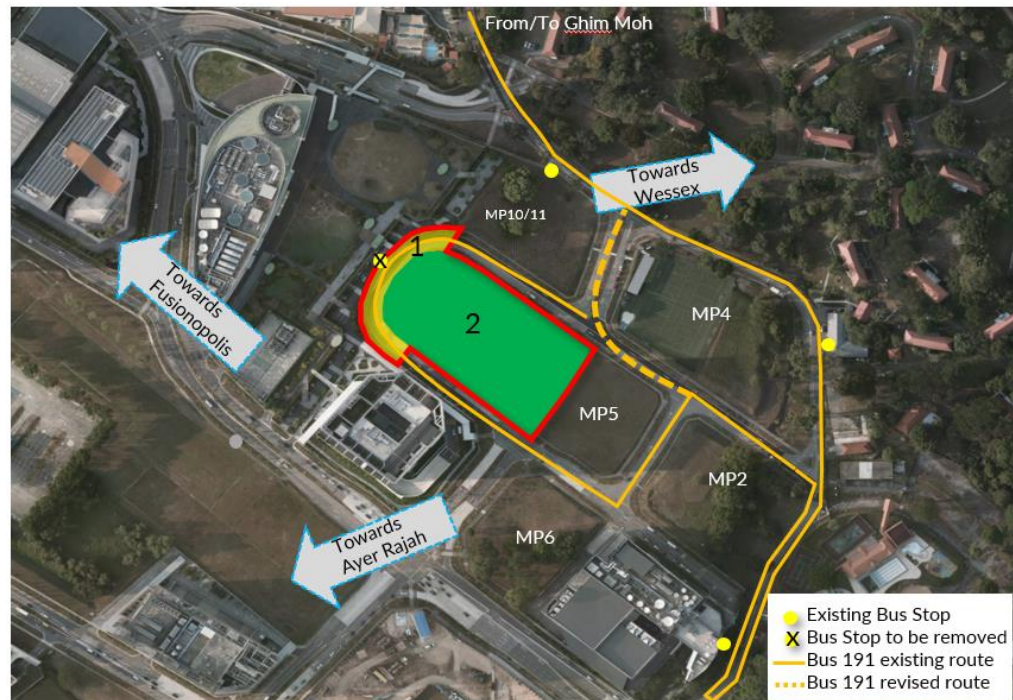 From/To Ghim Moh
Towards
Wessex
MP10/11
1
X
Towards
Fusionopolis
2
MP4
MP5
MP2
Towards
Ayer Rajah
MP6
Existing Bus Stop
X Bus Stop to be removed
Bus 191 existing route
Bus 191 revised route